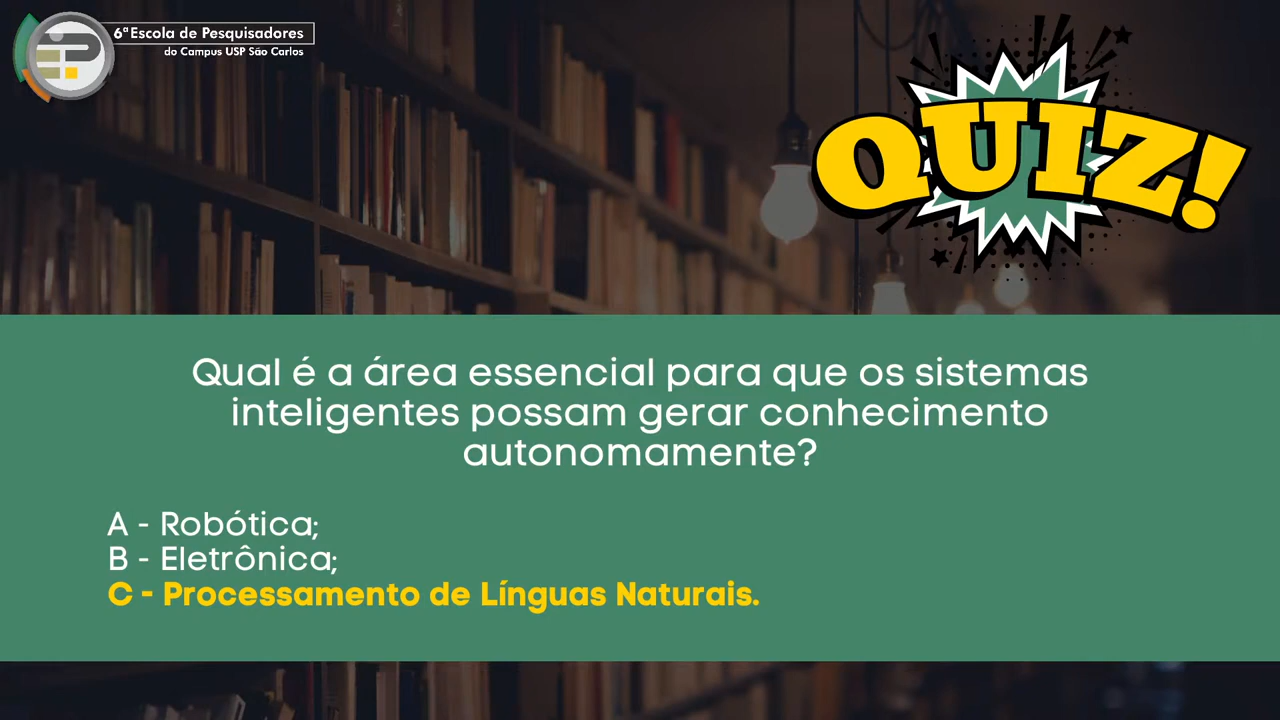 6ª Escola de Pesquisadores
do Campus USP São Carlos
QUIZ!
Qual é a área essencial para que os sistemas
inteligentes possam gerar conhecimento
autonomamente?
A - Robótica;
B - Eletrônica;
C - Processamento de Línguas Naturais.